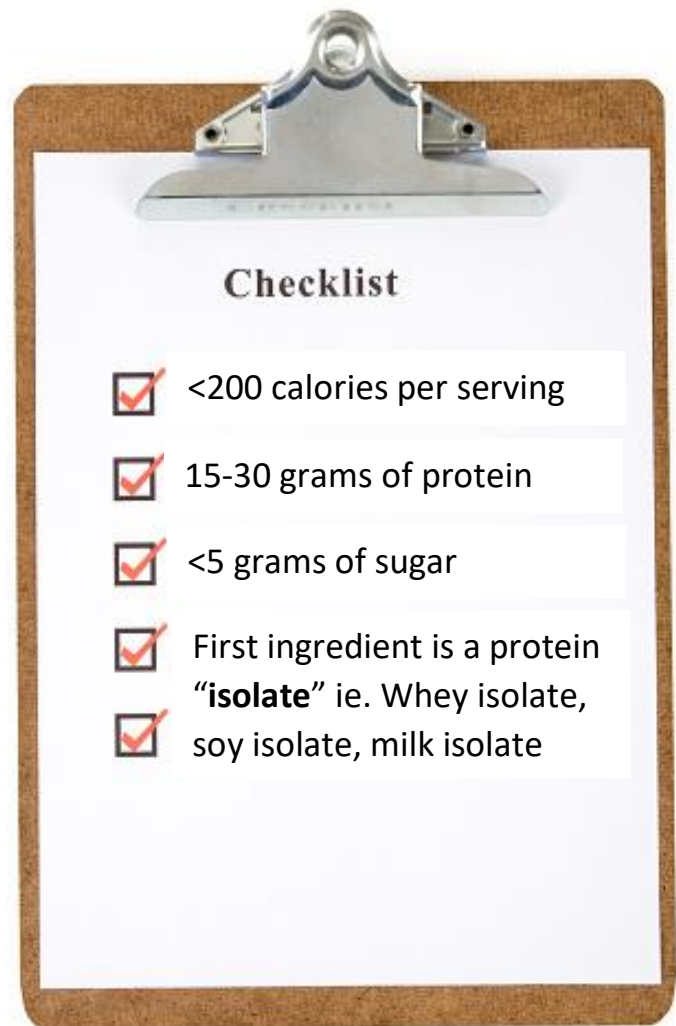 Checklist
<200 calories per serving
15-30 grams of protein
<5 grams of sugar
First ingredient is a protein
“isolate” ie. Whey isolate,
soy isolate, milk isolate